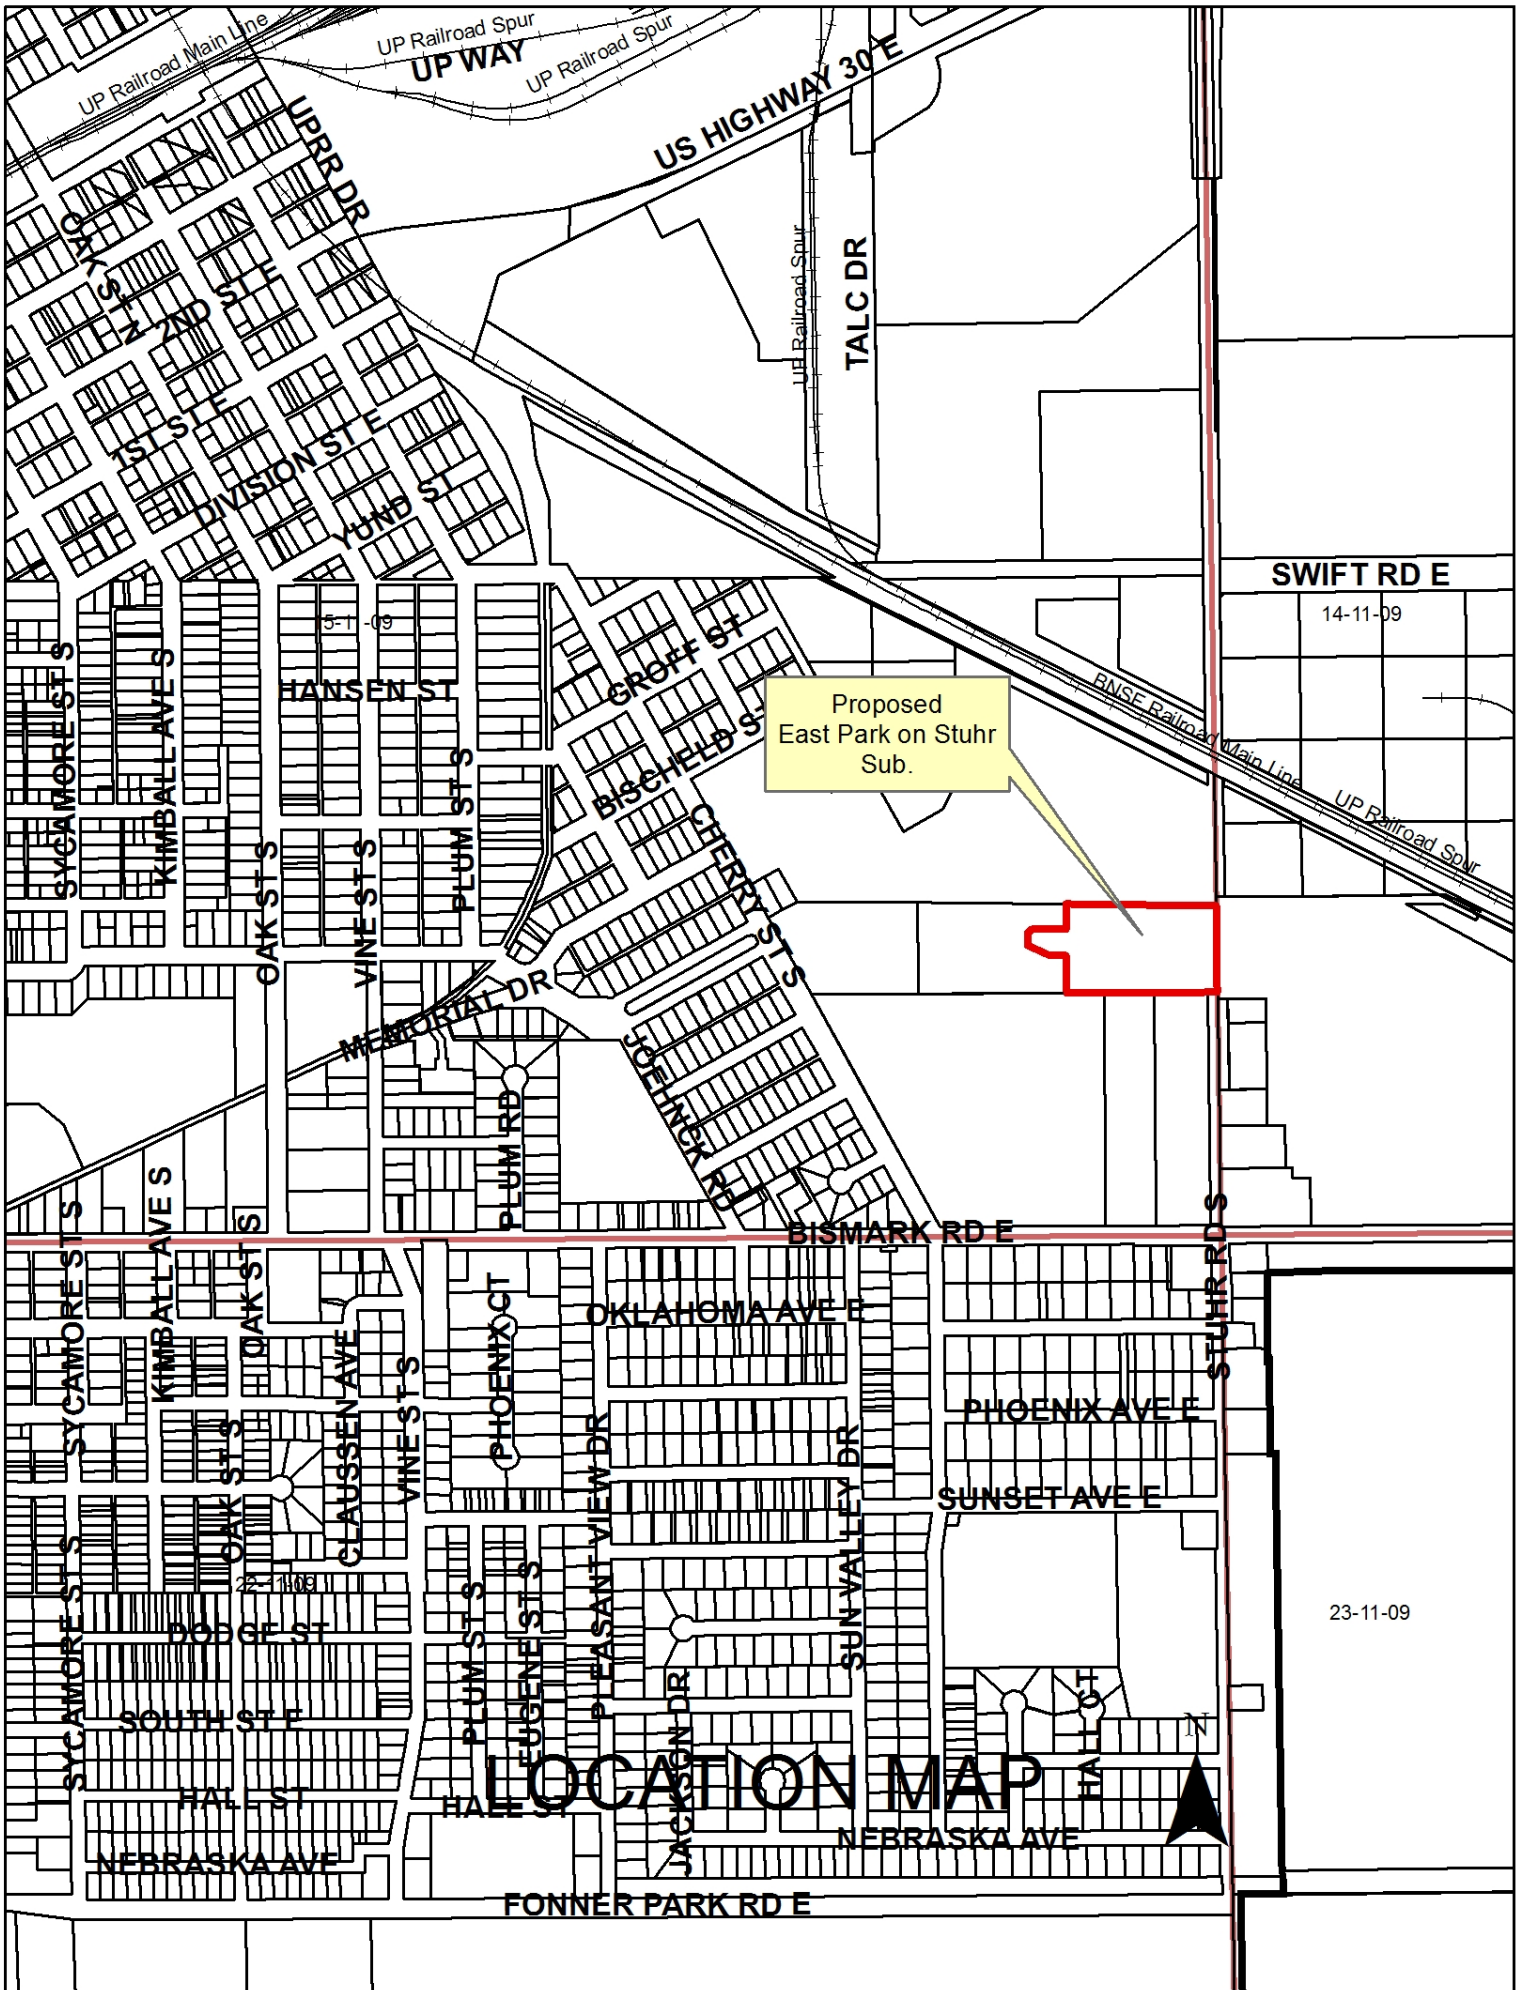 UP Railroad Main Line
UP Railroad Spur
UP WAY
UP Railroad Spur
US HIGHWAY 30 E
UPRR DR
OAK ST N
2ND ST E
UP Railroad Spur
TALC DR
1ST ST E
DIVISION ST E
YUND ST
SWIFT RD E
14-11-09
15-11-09
SYCAMORE ST S
KIMBALL AVE S
HANSEN ST
GROFF ST
BISCHELD ST
Proposed
East Park on Stuhr
Sub.
BNSF Railroad Main Line
UP Railroad Spur
OAK ST S
VINE ST S
PLUM ST S
CHERRY ST S
MEMORIAL DR
JOEHNCK RD
PLUM RD
BISMARK RD E
STUHR RD S
SYCAMORE ST S
KIMBALL AVE S
OAK ST S
PHOENIX CT
OKLAHOMA AVE E
CLAUSSEN AVE
VINE ST S
PHOENIX AVE E
OAK ST S
PLEASANT VIEW DR
SUN VALLEY DR
SUNSET AVE E
22-11-09
23-11-09
SYCAMORE ST S
DODGE ST
PLUM ST S
EUGENE ST S
SOUTH ST E
JACKSON DR
HALL CT
N
LOCATION MAP
HALL ST
HALL ST
NEBRASKA AVE
NEBRASKA AVE
FONNER PARK RD E